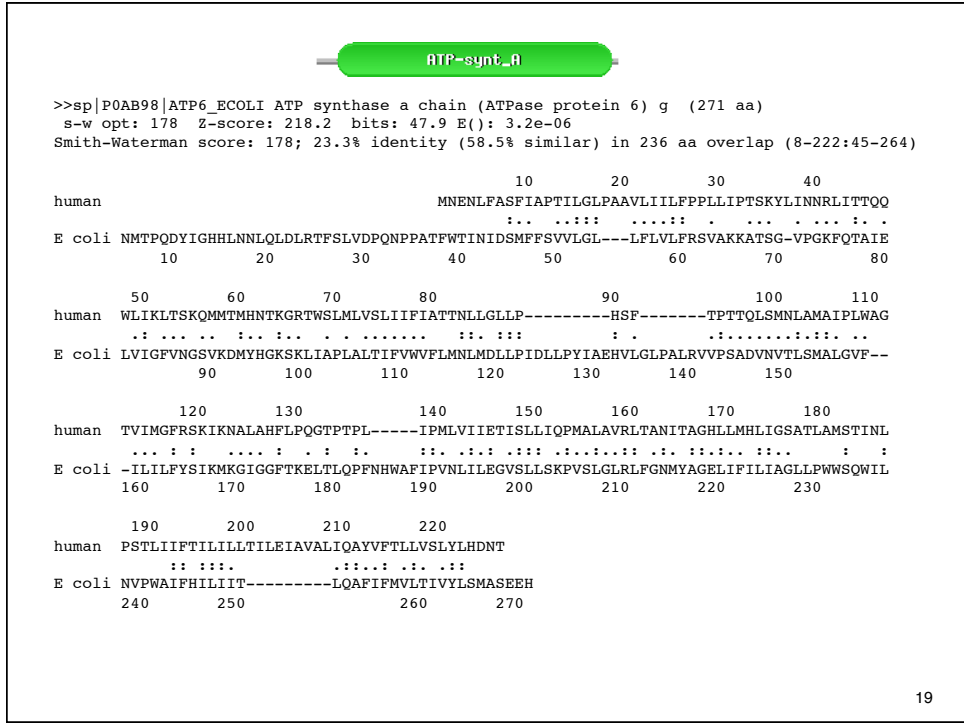 ATP-synt_A
>>sp|P0AB98|ATP6_ECOLI ATP synthase a chain (ATPase protein 6) g  (271 aa)
 s-w opt: 178  Z-score: 218.2  bits: 47.9 E(): 3.2e-06
Smith-Waterman score: 178; 23.3% identity (58.5% similar) in 236 aa overlap (8-222:45-264)
10        20        30        40
human                                  MNENLFASFIAPTILGLPAAVLIILFPPLLIPTSKYLINNRLITTQQ
:.. ..::: ....:: . ... . ... :. .
E coli NMTPQDYIGHHLNNLQLDLRTFSLVDPQNPPATFWTINIDSMFFSVVLGL---LFLVLFRSVAKKATSG-VPGKFQTAIE
10        20        30        40        50        60        70        80
50        60        70        80                 90              100       110
human  WLIKLTSKQMMTMHNTKGRTWSLMLVSLIIFIATTNLLGLLP---------HSF-------TPTTQLSMNLAMAIPLWAG
.: . ... ...:.. :.. . . .. ....... ::. ::: : . .:.......:.::. ..
E coli LVIGFVNGSVKDMYHGKSKLIAPLALTIFVWVFLMNLMDLLPIDLLPYIAEHVLGLPALRVVPSADVNVTLSMALGVF--
90       100       110       120       130       140       150
120       130            140       150       160       170       180
human  TVIMGFRSKIKNALAHFLPQGTPTPL-----IPMLVIIETISLLIQPMALAVRLTANITAGHLLMHLIGSATLAMSTINL
... : : .... : . : :. ::.:. :.:.:::. :.::.::: :: .: ::.:.. ::.. : :
E coli -ILILFYSIKMKGIGGFTKELTLQPFNHWAFIPVNLILEGVSLLSKPVSLGLRLFGNMYAGELIFILIAGLLPWWSQWIL
160       170       180       190       200       210       220       230
190       200       210       220
human  PSTLIIFTILILLTILEIAVALIQAYVFTLLVSLYLHDNT
:: :::. .::..: .:. .::
E coli NVPWAIFHILIIT---------LQAFIFMVLTIVYLSMASEEH
240       250                260       270
19